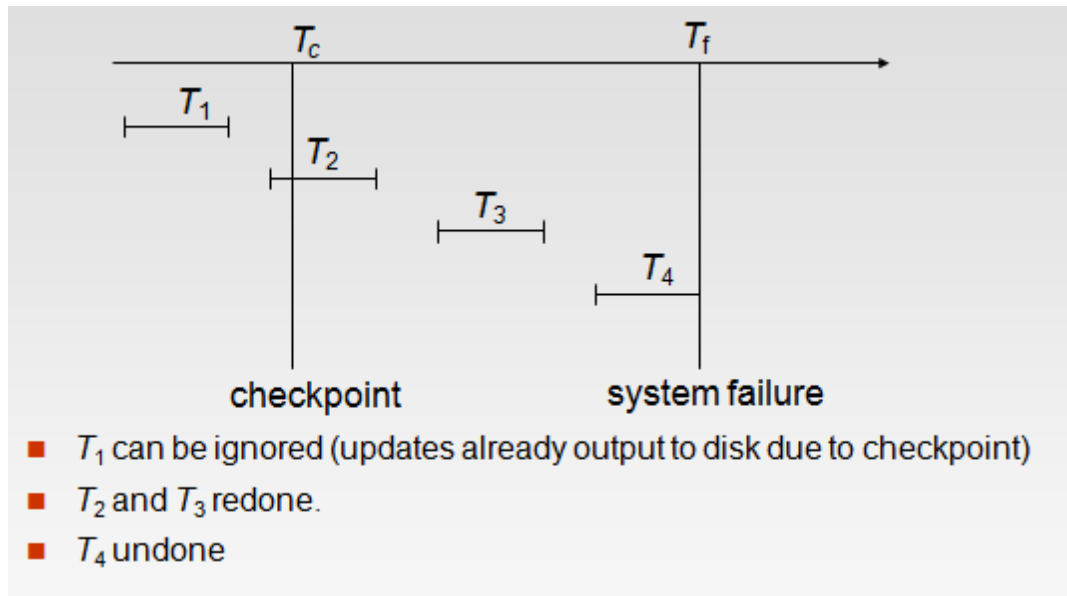 Tc Tf
T1
T2
T3
T4
checkpoint system failure
T1 can be ignored (updates already output to disk due to checkpoint)
T2 and T3 redone.
T4 undone